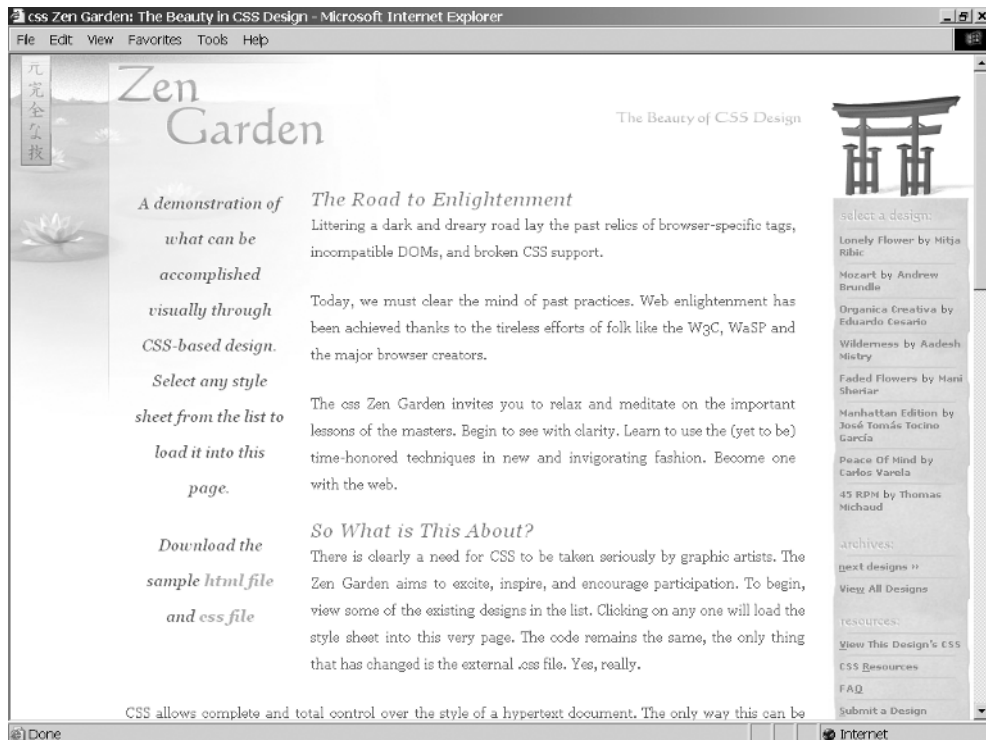 css Zen Garden: The Beauty in CSS Design - Microsoft Internet Explorer
File Edit View Favorites Tools Help
元
完
全
な
技
Zen
Garden
The Beauty of CSS Design
A demonstration of
what can be
accomplished
visually through
CSS-based design.
Select any style
sheet from the list to
load it into this
page.
Download the
sample html file
and css file
The Road to Enlightenment
Littering a dark and dreary road lay the past relics of browser-specific tags,
incompatible DOMs, and broken CSS support.
Today, we must clear the mind of past practices. Web enlightenment has
been achieved thanks to the tireless efforts of folk like the W3C, WaSP and
the major browser creators.
The css Zen Garden invites you to relax and meditate on the important
lessons of the masters. Begin to see with clarity. Learn to use the (yet to be)
time-honored techniques in new and invigorating fashion. Become one
with the web.
So What is This About?
There is clearly a need for CSS to be taken seriously by graphic artists. The
Zen Garden aims to excite, inspire, and encourage participation. To begin,
view some of the existing designs in the list. Clicking on any one will load the
style sheet into this very page. The code remains the same, the only thing
that has changed is the external .css file. Yes, really.
CSS allows complete and total control over the style of a hypertext document. The only way this can be
select a design:
Lonely Flower by Mitja
Ribic
Mozart by Andrew
Brundle
Organica Creativa by
Eduardo Cesario
Wilderness by Aadesh
Mistry
Faded Flowers by Mani
Sheriar
Manhattan Edition by
José Tomás Tocino
García
Peace Of Mind by
Carlos Varela
45 RPM by Thomas
Michaud
archives:
next designs »
View All Designs
resources:
View This Design's CSS
CSS Resources
FAQ
Submit a Design
Done
Internet